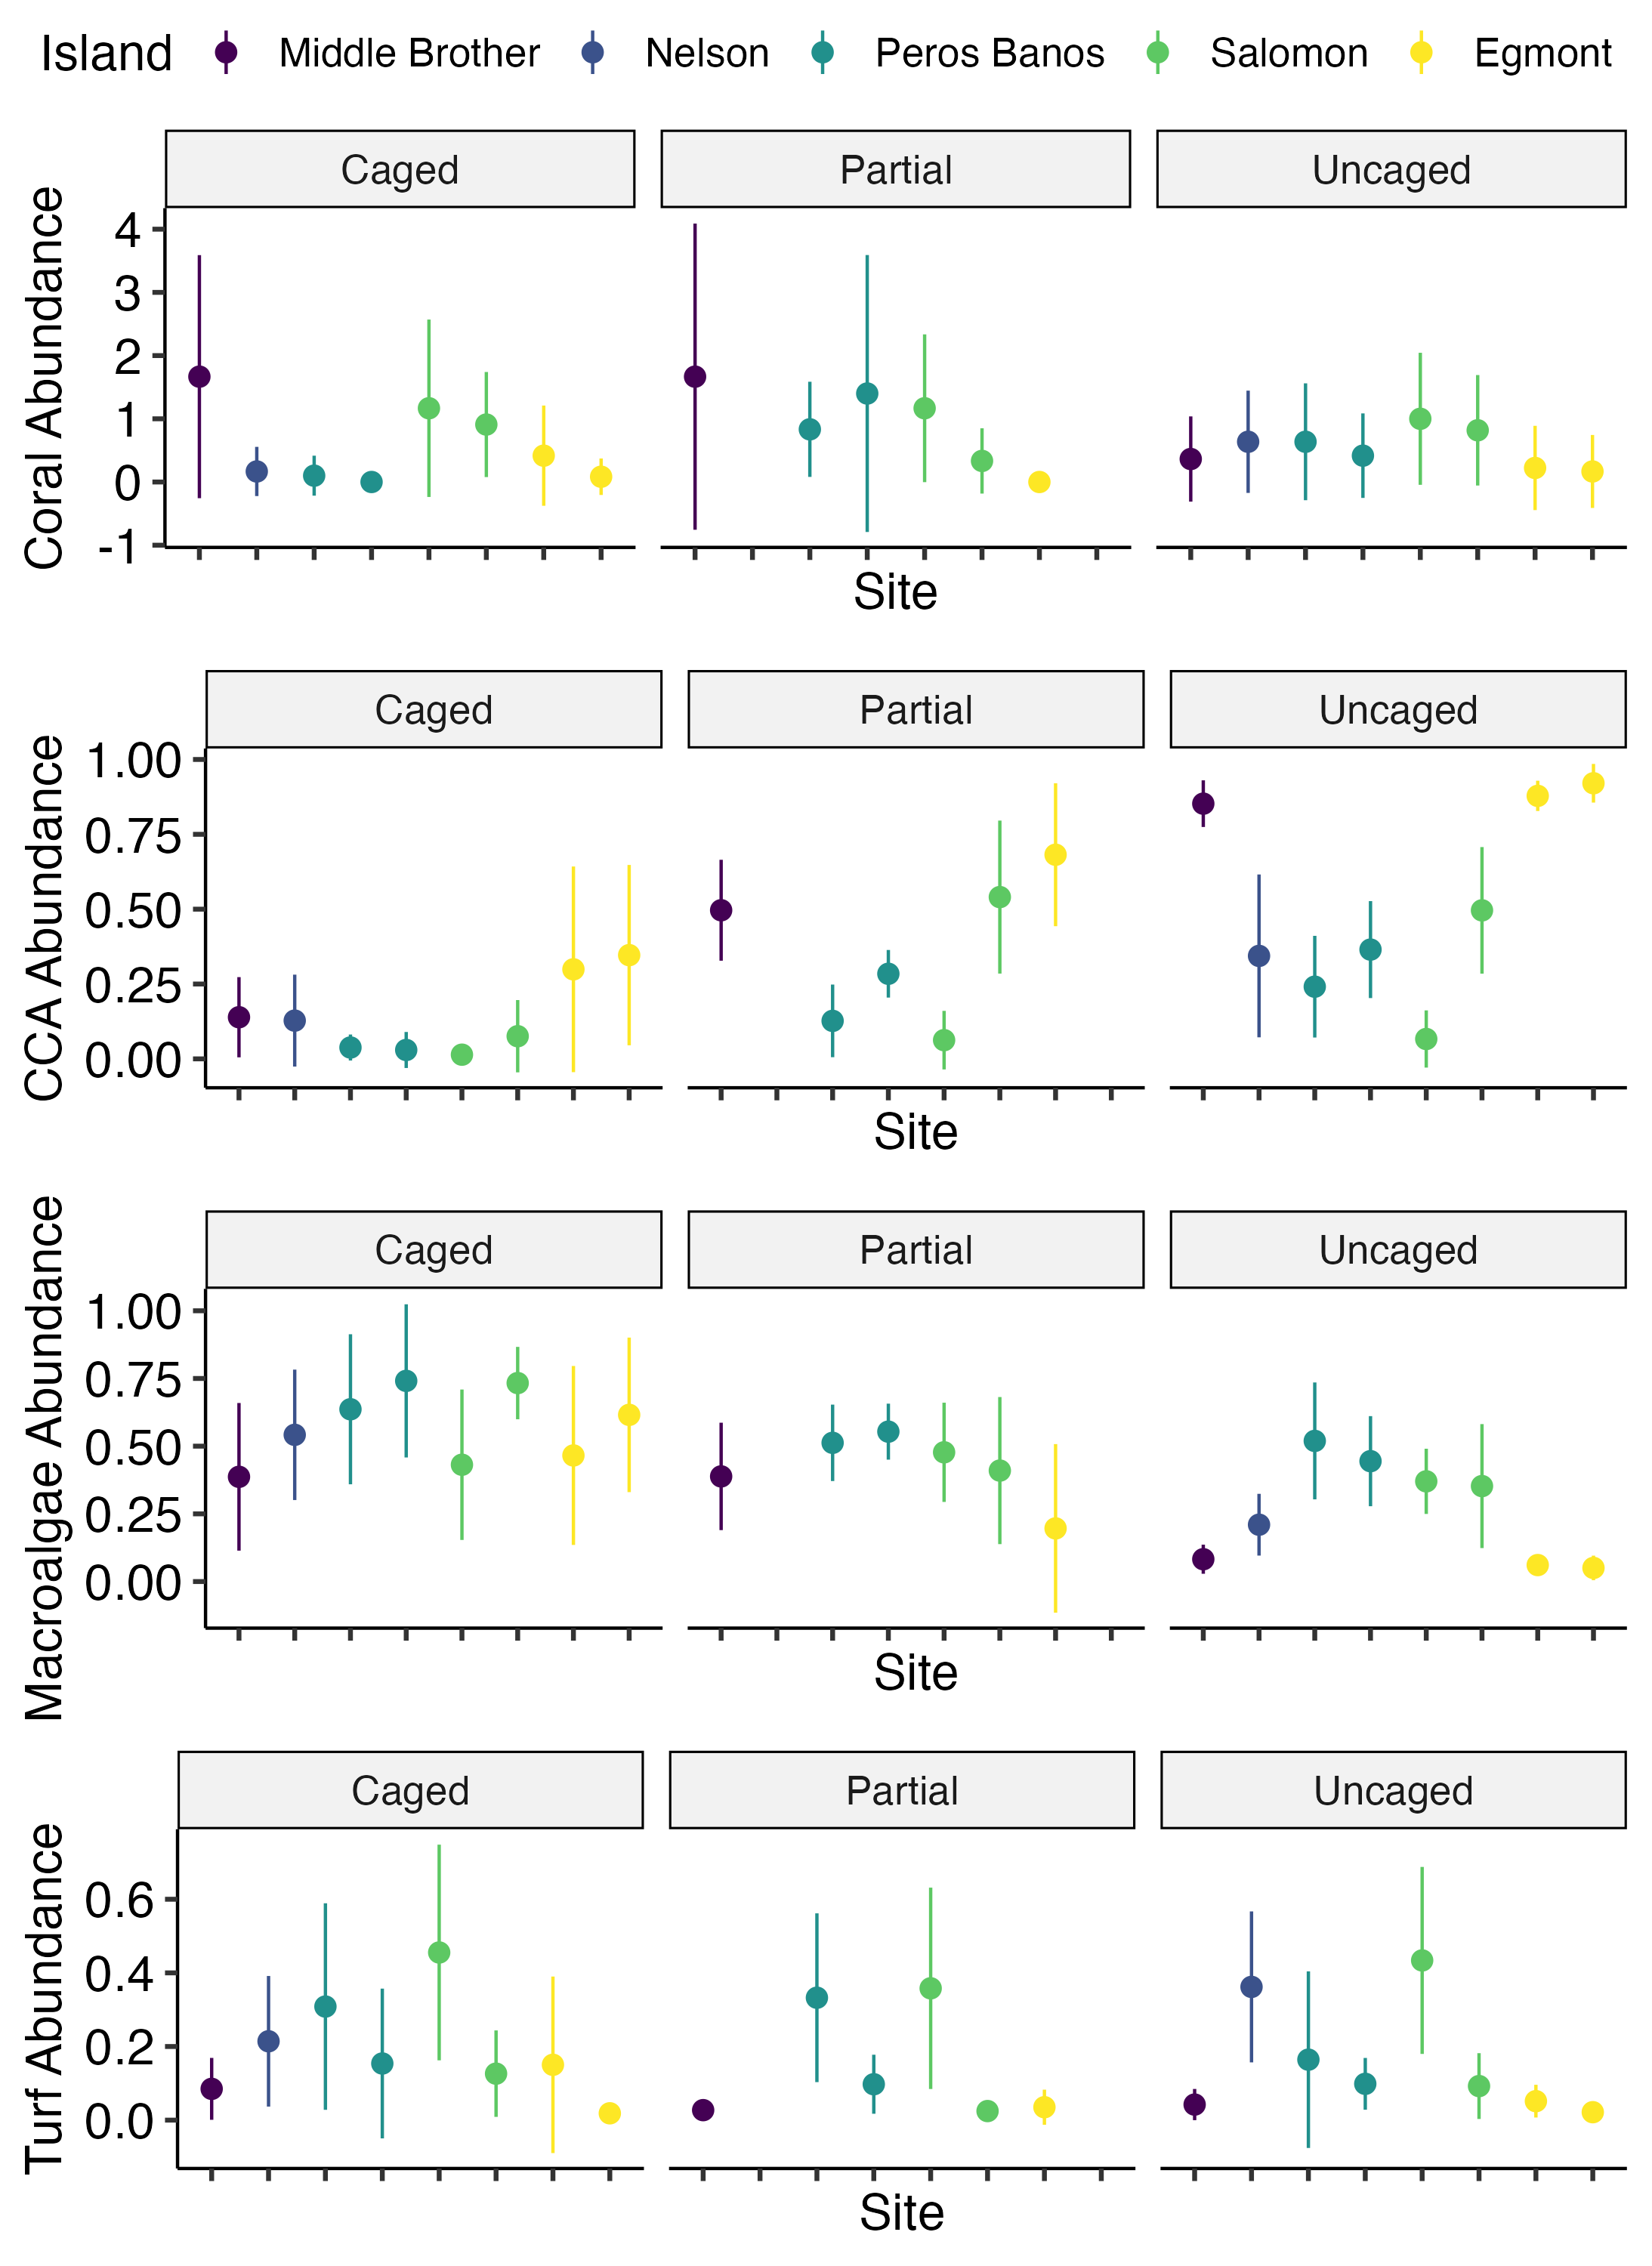 Island Middle Brother Nelson Peros Banos Salomon Egmont
Caged Partial Uncaged
Coral Abundance
4
3
2
1
0
-1
Site
Caged Partial Uncaged
CCA Abundance
1.00
0.75
0.50
0.25
0.00
Site
Caged Partial Uncaged
Macroalgae Abundance
1.00
0.75
0.50
0.25
0.00
Site
Caged Partial Uncaged
Turf Abundance
0.6
0.4
0.2
0.0
Site